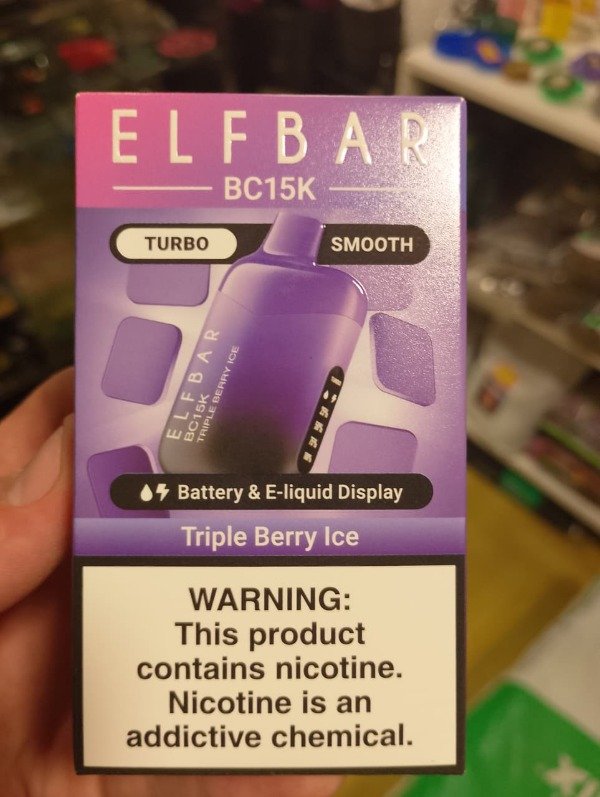 ELFBAR
BC15K
TURBO
SMOOTH
ELFBAR
BC15K
TRIPLE BERRY ICE
Battery & E-liquid Display
Triple Berry Ice
WARNING:
This product
contains nicotine.
Nicotine is an
addictive chemical.